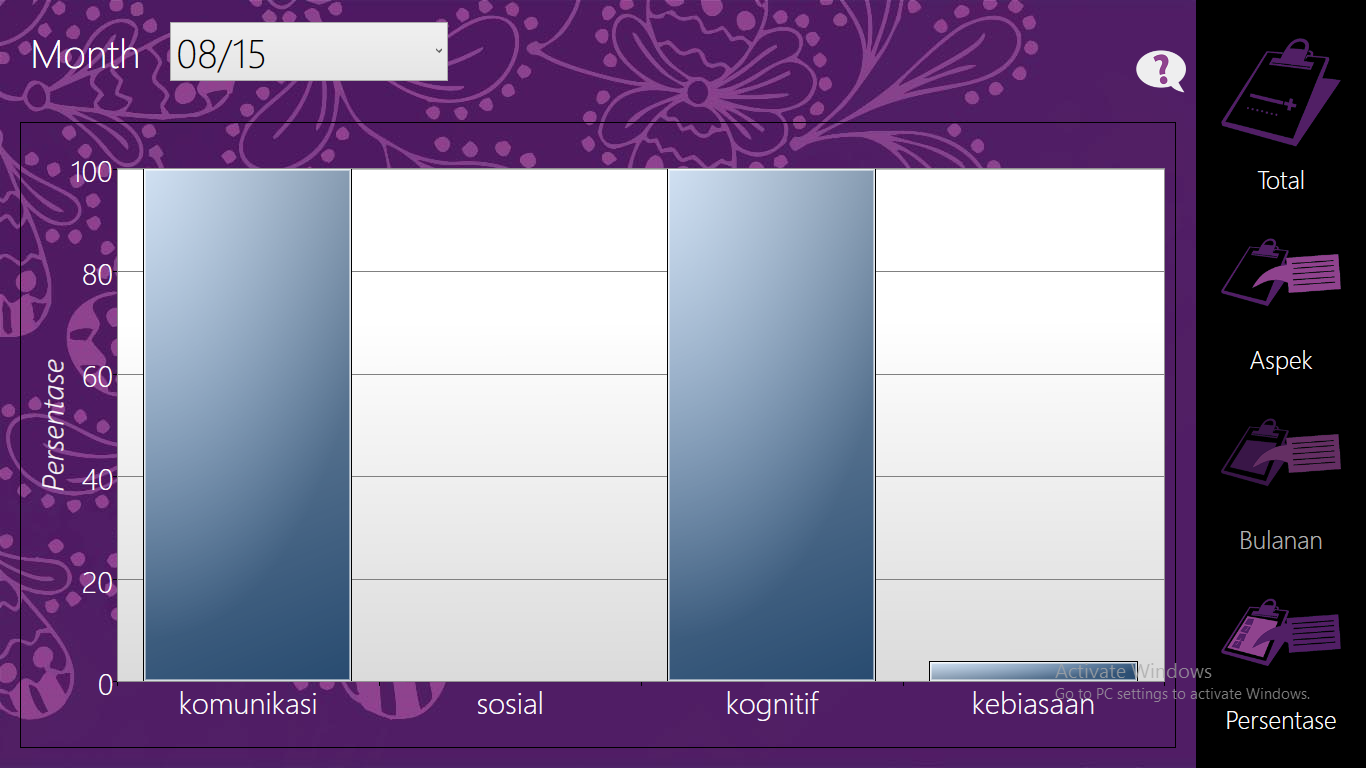 Month 08/15
?
Total
Aspek
Bulanan
Persentase
Persentase
100
80
60
40
20
0
komunikasi sosial kognitif kebiasaan
Activate Windows
Go to PC settings to activate Windows.